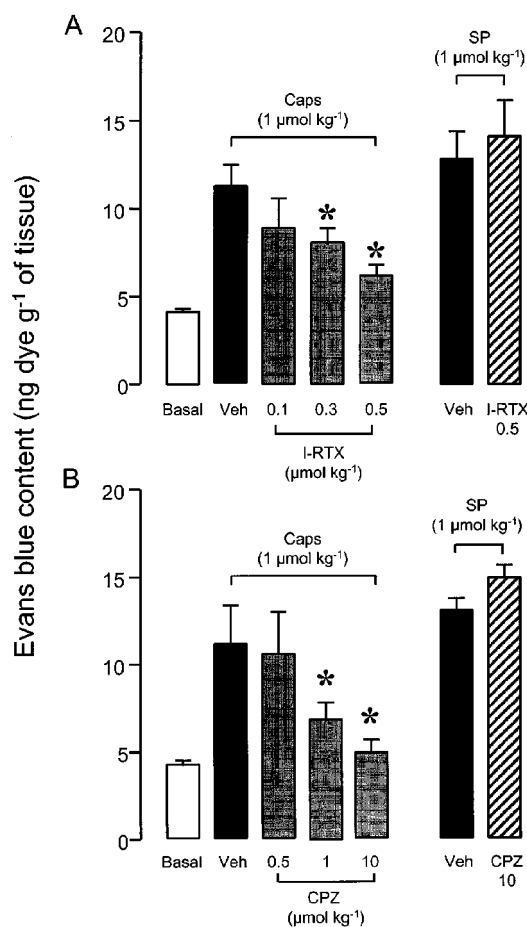 A
SP
(1 µmol kg-1)
Caps
(1 µmol kg-1)
20
15
10
5
0
*
*
Basal Veh 0.1 0.3 0.5 Veh I-RTX
0.5
I-RTX
(µmol kg-1)
Evans blue content (ng dye g-1 of tissue)
B
SP
(1 µmol kg-1)
Caps
(1 µmol kg-1)
20
15
10
5
0
*
*
Basal Veh 0.5 1 10 Veh CPZ
10
CPZ
(µmol kg-1)